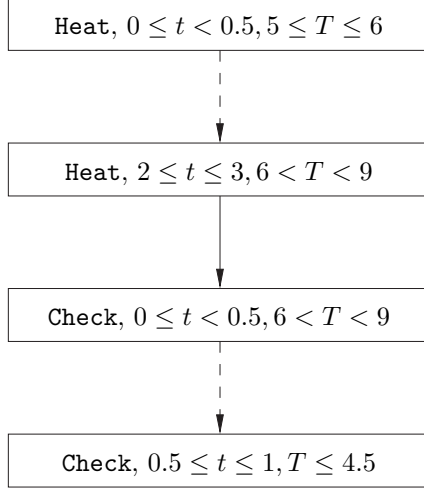 Heat, 0 ≤ t < 0.5, 5 ≤ T ≤ 6
Heat, 2 ≤ t ≤ 3, 6 < T < 9
Check, 0 ≤ t < 0.5, 6 < T < 9
Check, 0.5 ≤ t ≤ 1, T ≤ 4.5